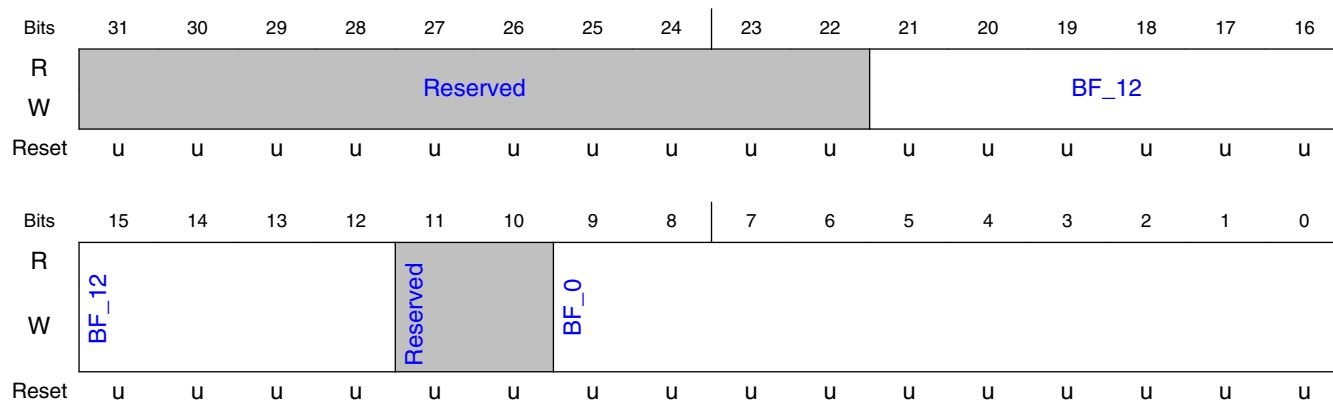 Bits 31 30 29 28 27 26 25 24 23 22 21 20 19 18 17 16
R
Reserved BF_12
W
Reset u u u u u u u u u u u u u u u u
Bits 15 14 13 12 11 10 9 8 7 6 5 4 3 2 1 0
R
BF_12 Reserved BF_0
W
Reset u u u u u u u u u u u u u u u u